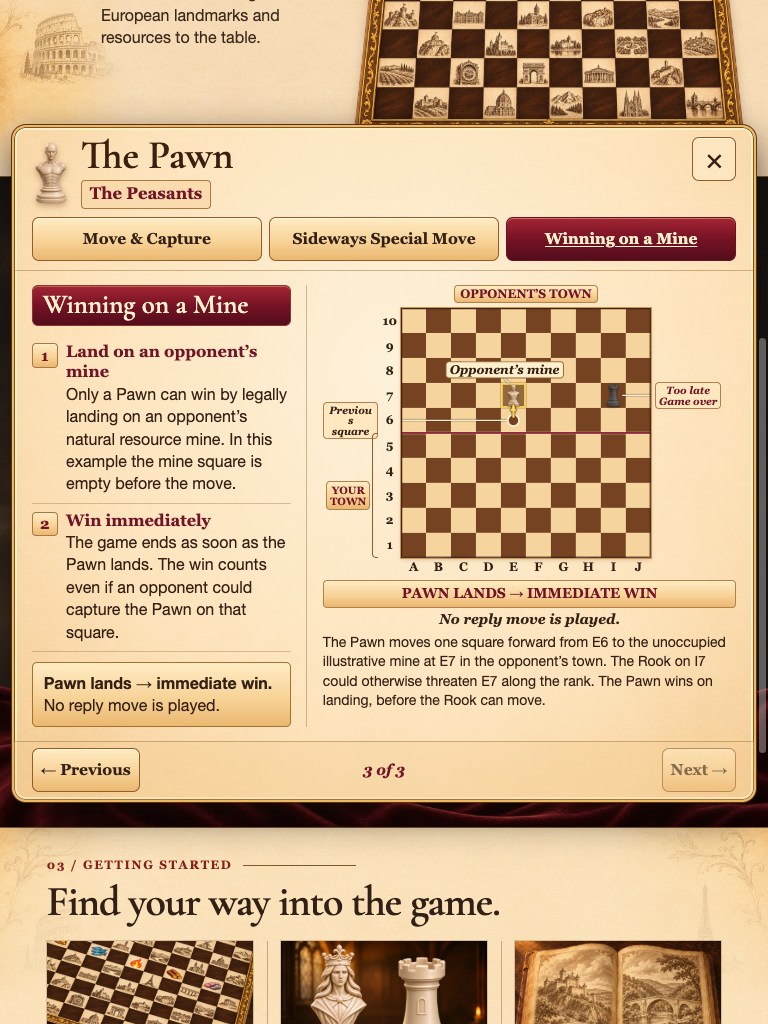 European landmarks and
resources to the table.
The Pawn
The Peasants
×
Move & Capture
Sideways Special Move
Winning on a Mine
Winning on a Mine
1
Land on an opponent's
mine
Only a Pawn can win by legally
landing on an opponent's
natural resource mine. In this
example the mine square is
empty before the move.
2
Win immediately
The game ends as soon as the
Pawn lands. The win counts
even if an opponent could
capture the Pawn on that
square.
Pawn lands → immediate win.
No reply move is played.
OPPONENT'S TOWN
10
9
8
7
6
5
4
3
2
1
Opponent's mine
Too late
Game over
Previou
s
square
YOUR
TOWN
A B C D E F G H I J
PAWN LANDS → IMMEDIATE WIN
No reply move is played.
The Pawn moves one square forward from E6 to the unoccupied
illustrative mine at E7 in the opponent's town. The Rook on I7
could otherwise threaten E7 along the rank. The Pawn wins on
landing, before the Rook can move.
← Previous
3 of 3
Next →
03 / GETTING STARTED
Find your way into the game.